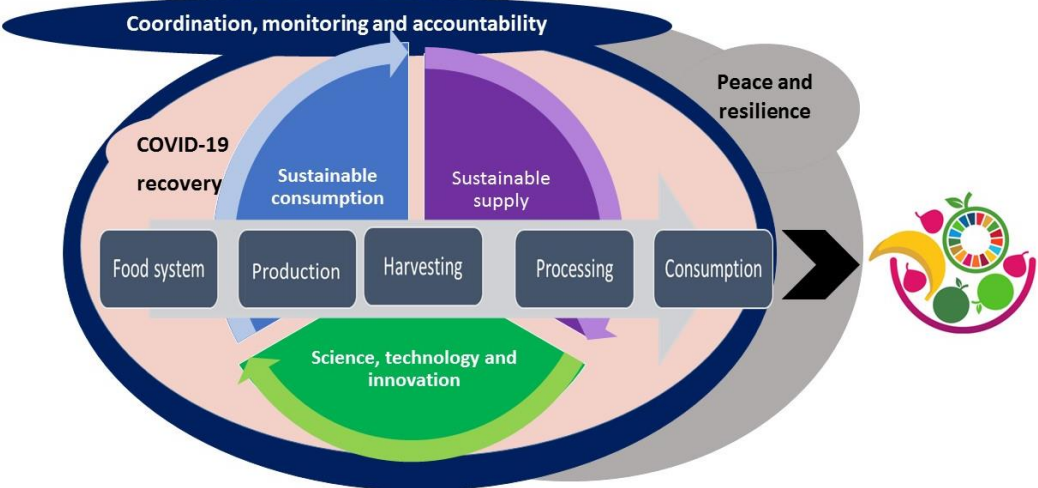 Coordination, monitoring and accountability
Peace and
resilience
COVID-19
recovery
Sustainable
consumption
Sustainable
supply
Food system
Production
Harvesting
Processing
Consumption
Science, technology and
innovation